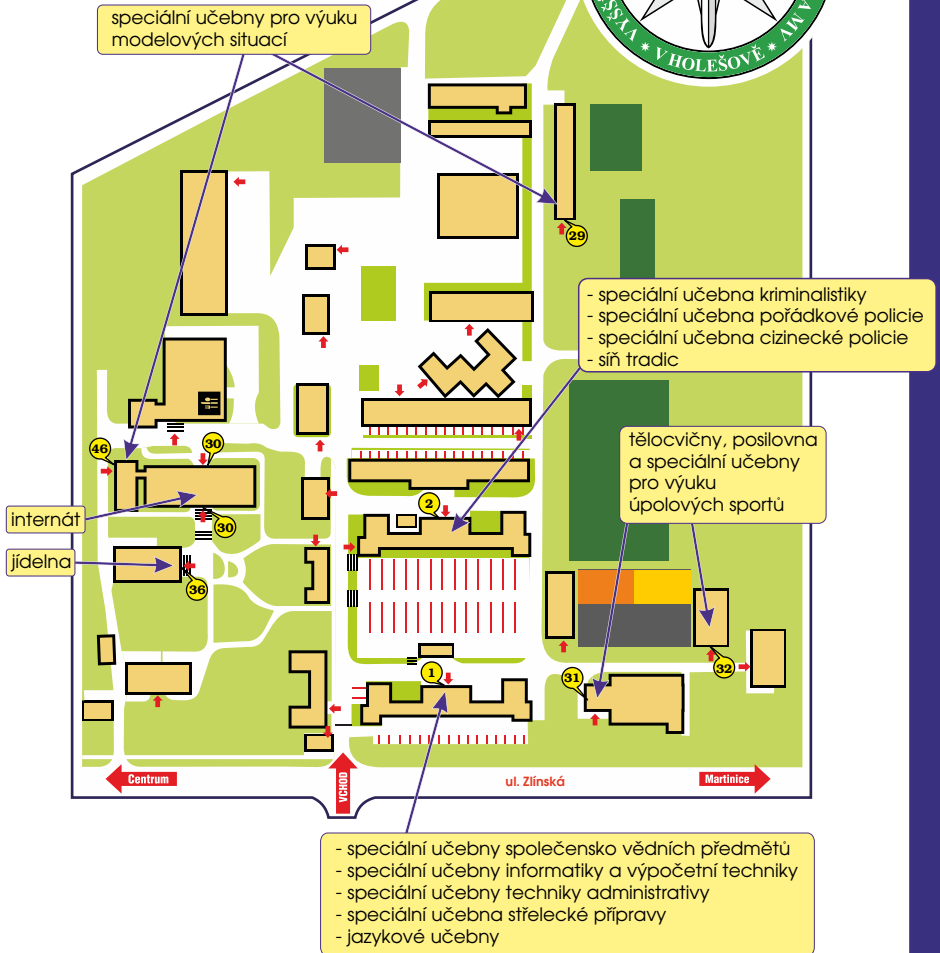 speciální učebny pro výuku
modelových situací
VYŠŠ
* V HOLEŠOVĚ *
AMY
29
- speciální učebna kriminalistiky
- speciální učebna pořádkové policie
- speciální učebna cizinecké policie
- síň tradic
tělocvičny, posilovna
a speciální učebny
pro výuku
úpolových sportů
46
30
internát
30
2
jídelna
36
1
31
32
Centrum
VCHOD
ul. Zlínská
Martinice
- speciální učebny společensko vědních předmětů
- speciální učebny informatiky a výpočetní techniky
- speciální učebny techniky administrativy
- speciální učebna střelecké přípravy
- jazykové učebny